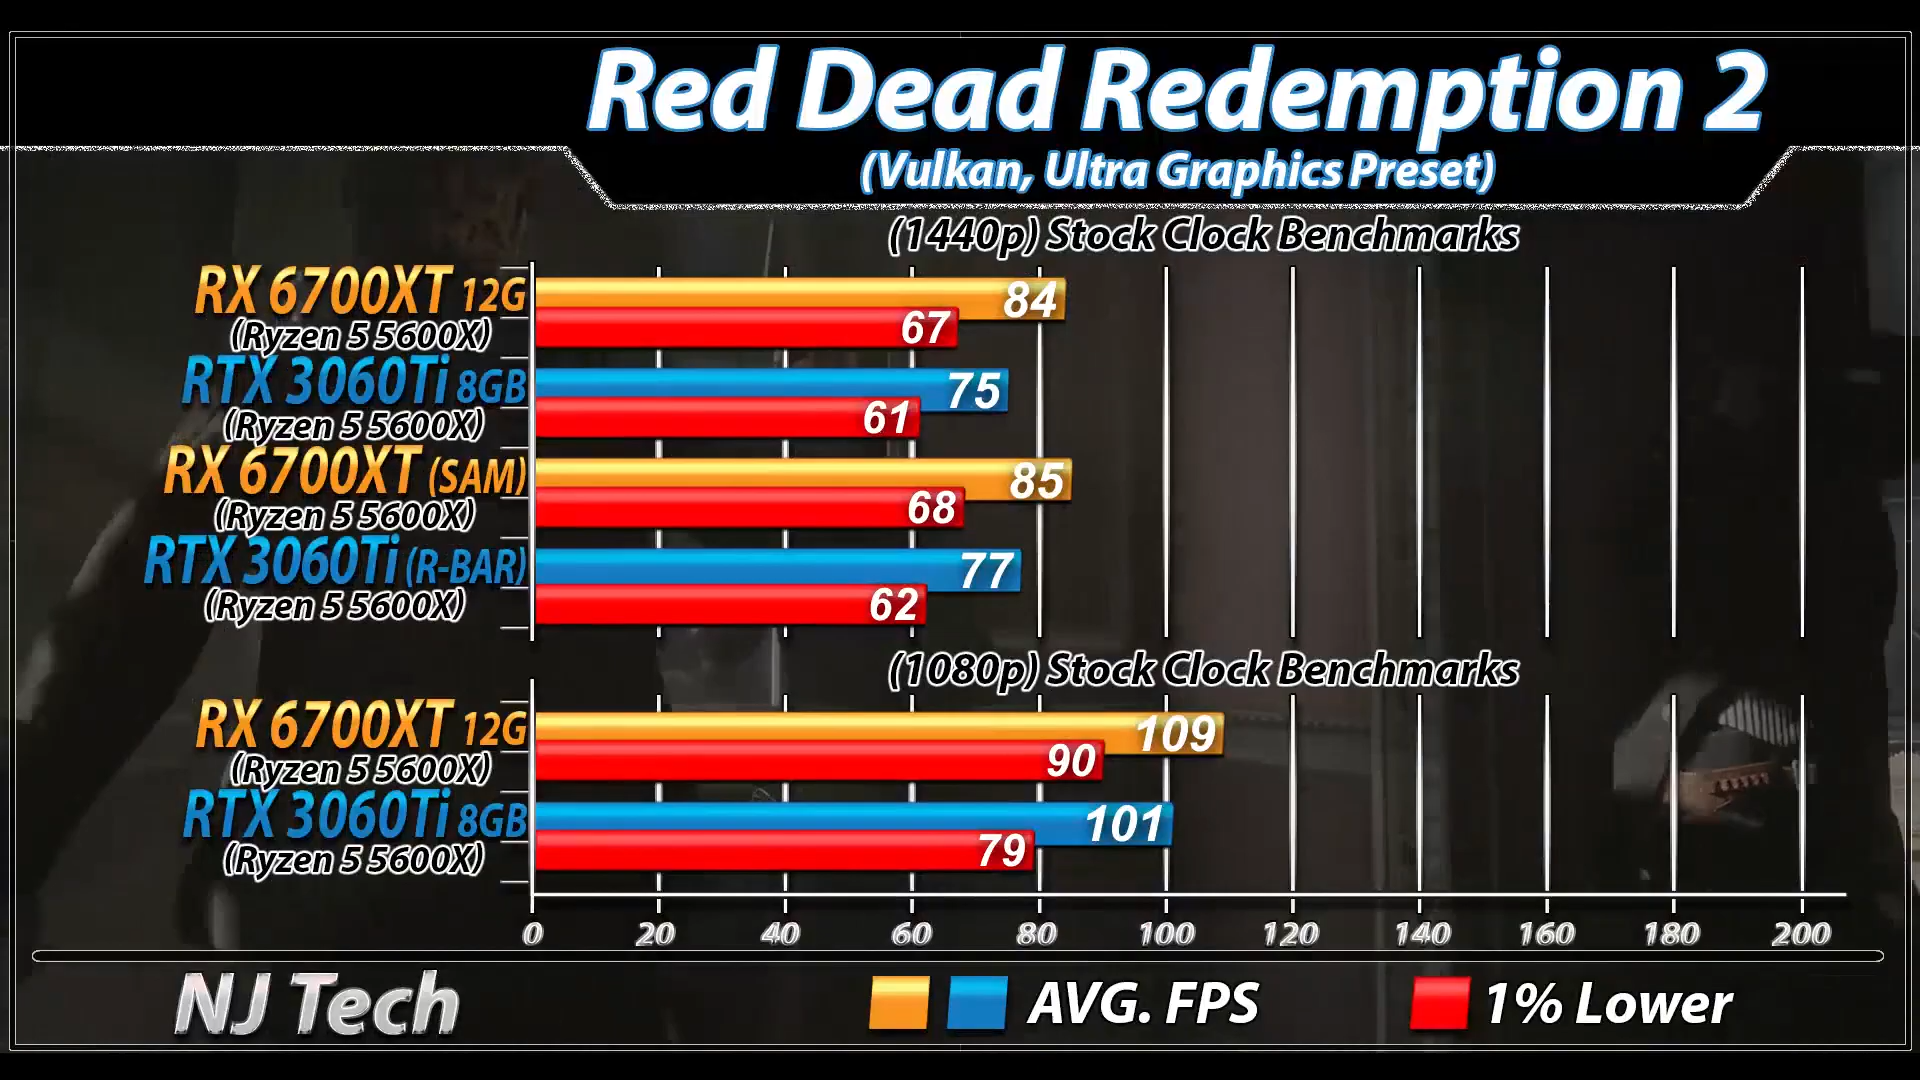 Red Dead Redemption 2
(Vulkan, Ultra Graphics Preset)
(1440p) Stock Clock Benchmarks
RX 6700XT 12G
84
(Ryzen 5 5600X)
67
RTX 3060Ti 8GB
75
(Ryzen 5 5600X)
61
RX 6700XT (SAM)
85
(Ryzen 5 5600X)
68
RTX 3060Ti (R-BAR)
77
(Ryzen 5 5600X)
62
(1080p) Stock Clock Benchmarks
RX 6700XT 12G
109
(Ryzen 5 5600X)
90
RTX 3060Ti 8GB
101
(Ryzen 5 5600X)
79
0 20 40 60 80 100 120 140 160 180 200
NJ Tech
AVG. FPS
1% Lower